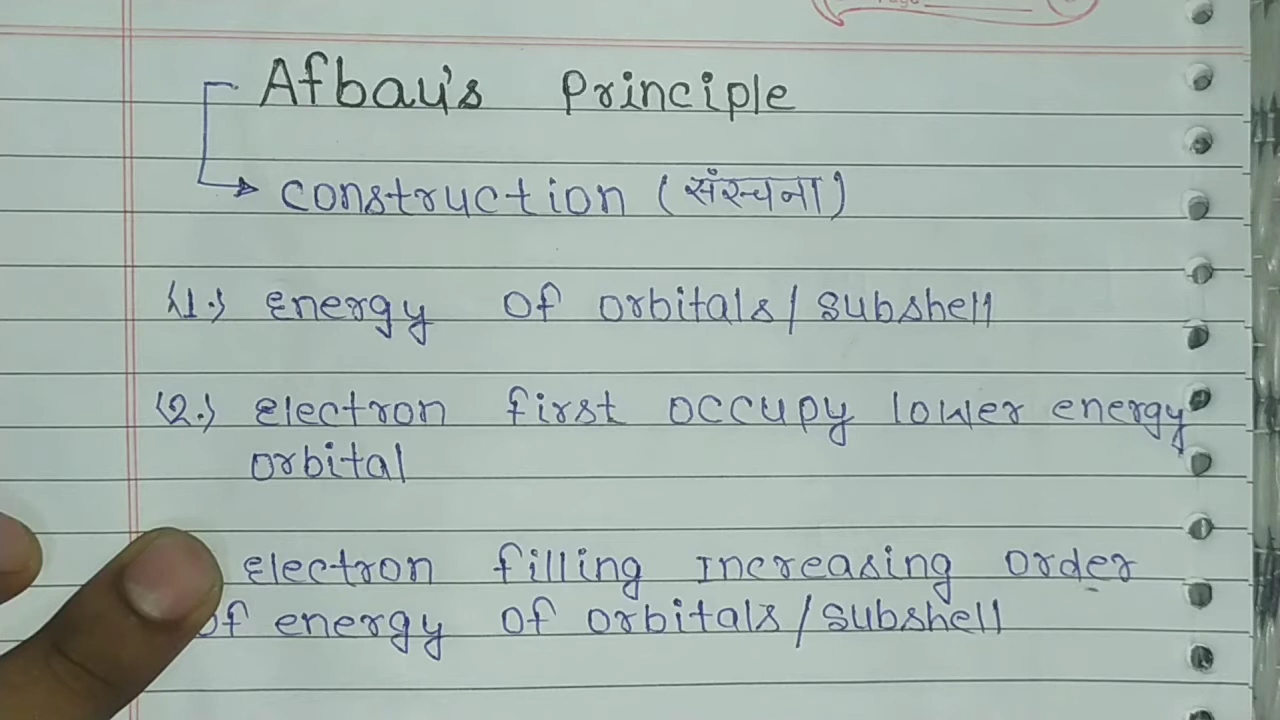 Afbau's Principle
construction (संरचना)
(1.) energy of orbitals/subshell
(2.) electron first occupy lower energy
orbital
electron filling Increasing order
of energy of orbitals/subshell